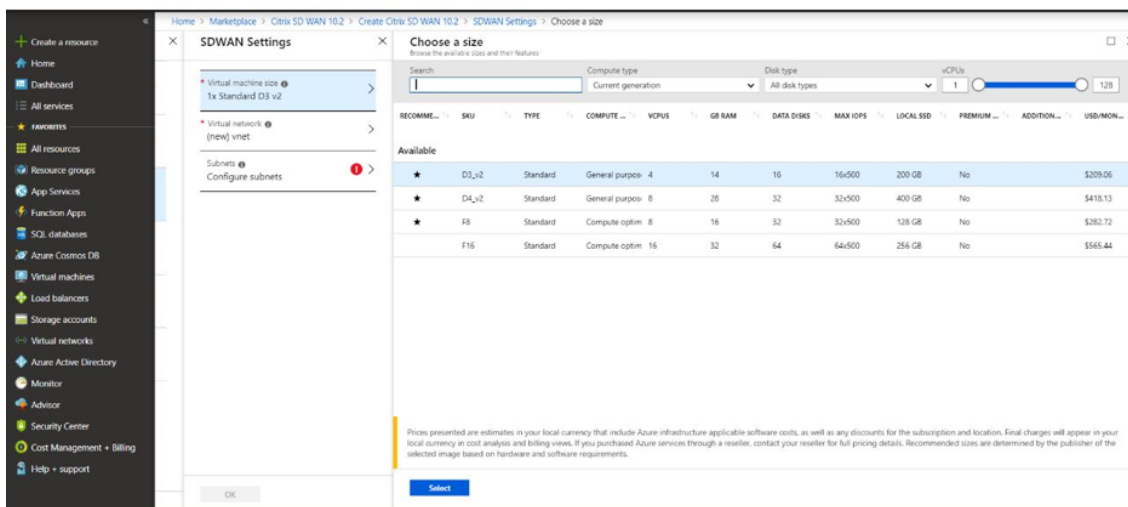 Home > Marketplace > Citrix SD WAN 10.2 > Create Citrix SD WAN 10.2 > SDWAN Settings > Choose a size
Create a resource
Home
Dashboard
All services
FAVORITES
All resources
Resource groups
App Services
Function Apps
SQL databases
Azure Cosmos DB
Virtual machines
Load balancers
Storage accounts
Virtual networks
Azure Active Directory
Monitor
Advisor
Security Center
Cost Management + Billing
Help + support
SDWAN Settings
* Virtual machine size
1x Standard D3 v2
* Virtual network
(new) vnet
Subnets
Configure subnets
OK
Choose a size
Browse the available sizes and their features
Search Compute type Disk type vCPUs
Current generation All disk types 1 128
RECOMME... SKU TYPE COMPUTE ... VCPUS GB RAM DATA DISKS MAX IOPS LOCAL SSD PREMIUM ... ADDITION... USD/MON...
Available
★ D3_v2 Standard General purpos 4 14 16 16x500 200 GB No $209.06
★ D4_v2 Standard General purpos 8 28 32 32x500 400 GB No $418.13
★ F8 Standard Compute optim 8 16 32 32x500 128 GB No $282.72
F16 Standard Compute optim 16 32 64 64x500 256 GB No $565.44
Prices presented are estimates in your local currency that include Azure infrastructure applicable software costs, as well as any discounts for the subscription and location. Final charges will appear in your
local currency in cost analysis and billing views. If you purchased Azure services through a reseller, contact your reseller for full pricing details. Recommended sizes are determined by the publisher of the
selected image based on hardware and software requirements.
Select